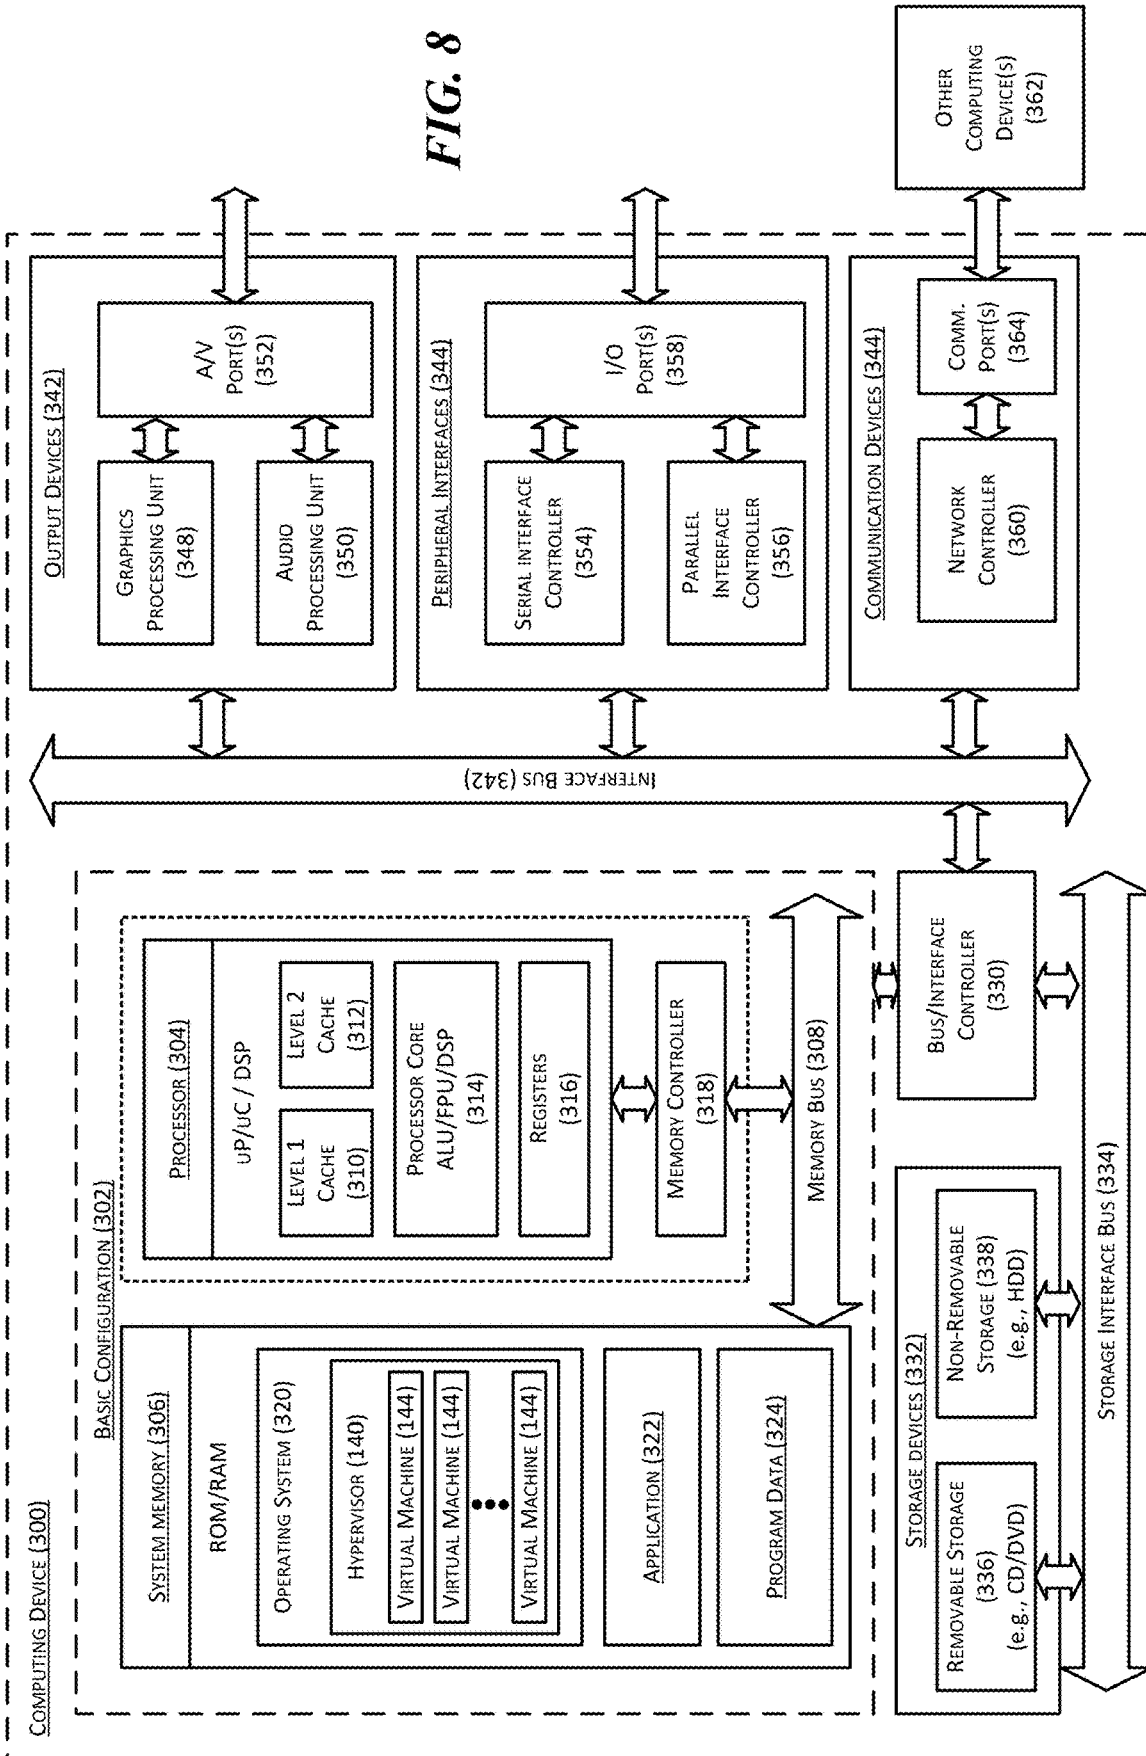 COMPUTING DEVICE (300)
BASIC CONFIGURATION (302)
SYSTEM MEMORY (306)
ROM/RAM
OPERATING SYSTEM (320)
HYPERVISOR (140)
VIRTUAL MACHINE (144)
VIRTUAL MACHINE (144)
VIRTUAL MACHINE (144)
APPLICATION (322)
PROGRAM DATA (324)
PROCESSOR (304)
UP/UC / DSP
LEVEL 1
CACHE
(310)
LEVEL 2
CACHE
(312)
PROCESSOR CORE
ALU/FPU/DSP
(314)
REGISTERS
(316)
MEMORY CONTROLLER
(318)
MEMORY BUS (308)
STORAGE DEVICES (332)
REMOVABLE STORAGE
(336)
(e.g., CD/DVD)
NON-REMOVABLE
STORAGE (338)
(e.g., HDD)
BUS/INTERFACE
CONTROLLER
(330)
STORAGE INTERFACE BUS (334)
INTERFACE BUS (342)
OUTPUT DEVICES (342)
GRAPHICS
PROCESSING UNIT
(348)
AUDIO
PROCESSING UNIT
(350)
A/V
PORT(S)
(352)
PERIPHERAL INTERFACES (344)
SERIAL INTERFACE
CONTROLLER
(354)
PARALLEL
INTERFACE
CONTROLLER
(356)
I/O
PORT(S)
(358)
COMMUNICATION DEVICES (344)
NETWORK
CONTROLLER
(360)
COMM.
PORT(S)
(364)
OTHER
COMPUTING
DEVICE(S)
(362)
FIG. 8